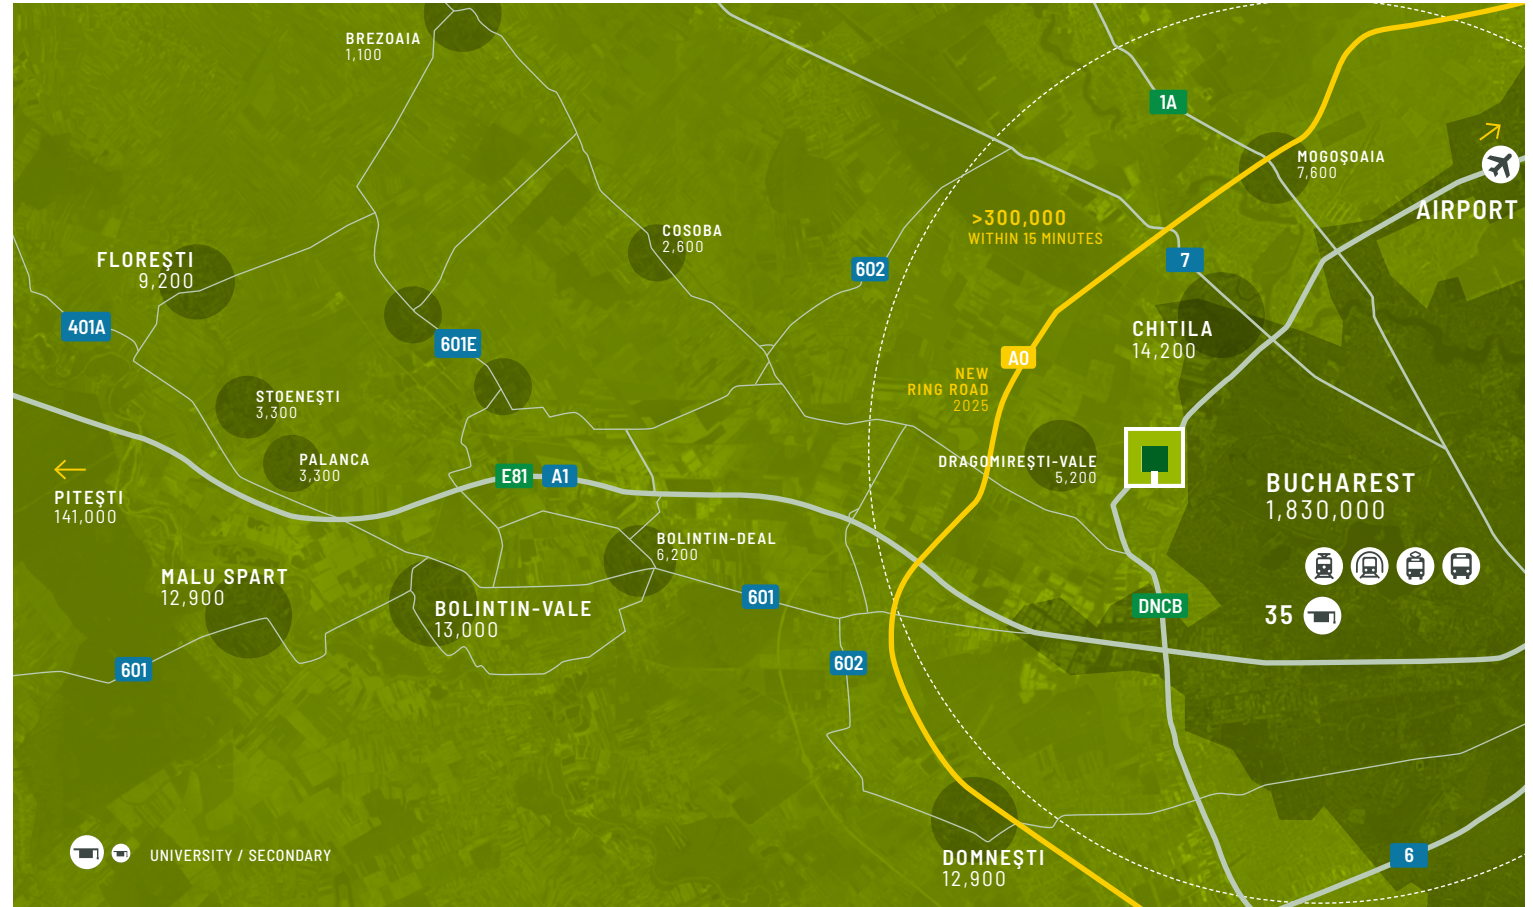 BREZOAIA
1,100
1A
MOGOŞOAIA
7,600
AIRPORT
>300,000
WITHIN 15 MINUTES
COSOBA
2,600
602
7
FLOREŞTI
9,200
401A
601E
CHITILA
14,200
A0
NEW
RING ROAD
2025
STOENEŞTI
3,300
PALANCA
3,300
DRAGOMIREŞTI-VALE
5,200
E81
A1
PITEŞTI
141,000
BUCHAREST
1,830,000
BOLINTIN-DEAL
6,200
MALU SPART
12,900
BOLINTIN-VALE
13,000
601
DNCB
35
601
602
UNIVERSITY / SECONDARY
DOMNEŞTI
12,900
6